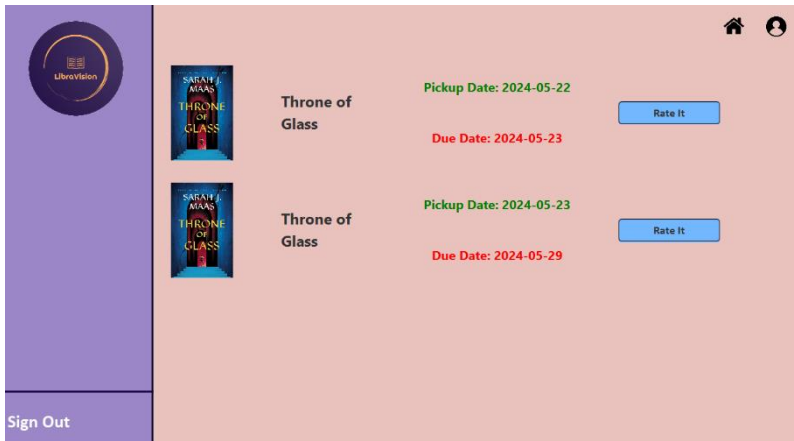 LibraVision
SARAH J.
MAAS
THRONE
OF
GLASS
Throne of
Glass
Pickup Date: 2024-05-22
Due Date: 2024-05-23
Rate It
SARAH J.
MAAS
THRONE
OF
GLASS
Throne of
Glass
Pickup Date: 2024-05-23
Due Date: 2024-05-29
Rate It
Sign Out